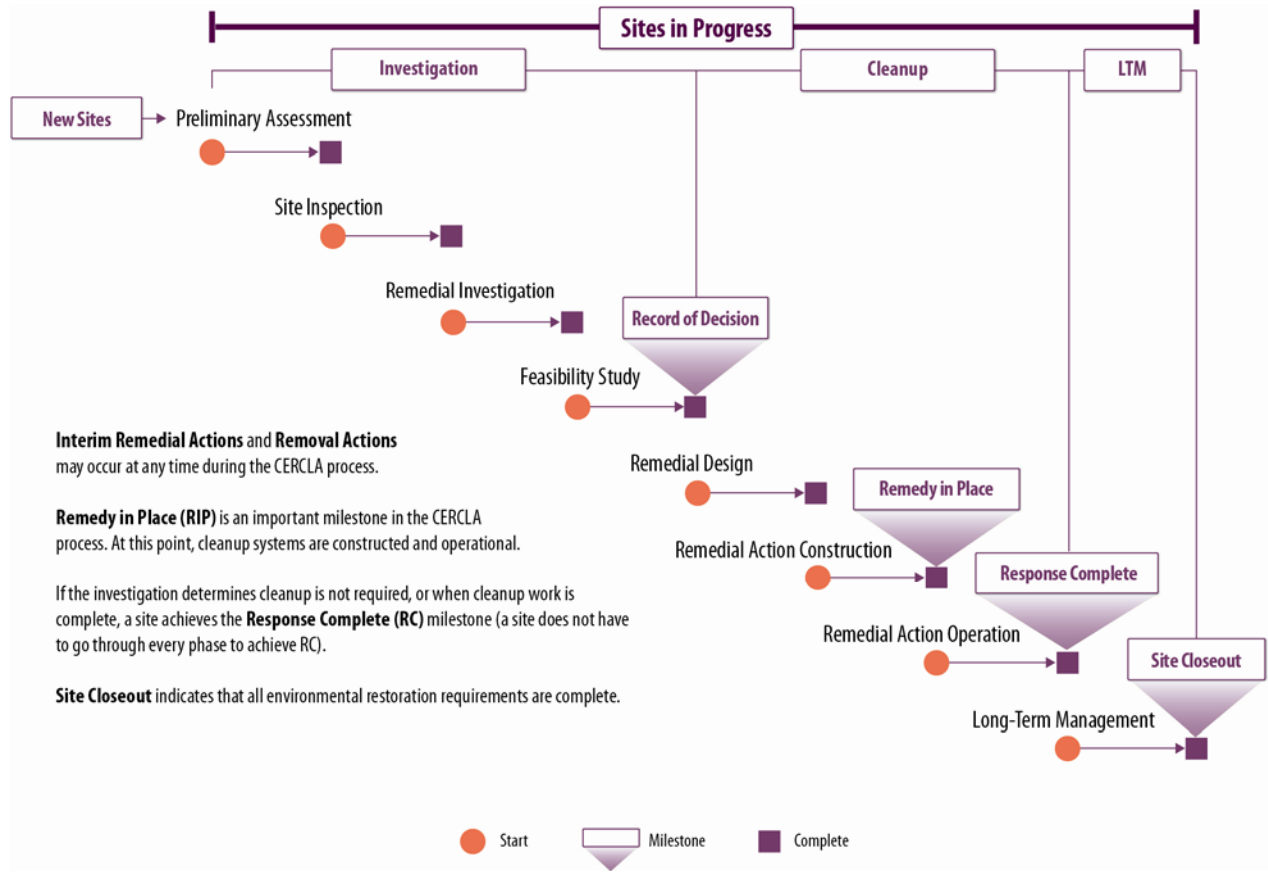 Sites in Progress
Investigation
Cleanup
LTM
New Sites
Preliminary Assessment
Site Inspection
Remedial Investigation
Record of Decision
Feasibility Study
Interim Remedial Actions and Removal Actions
may occur at any time during the CERCLA process.
Remedial Design
Remedy in Place
Remedy in Place (RIP) is an important milestone in the CERCLA
process. At this point, cleanup systems are constructed and operational.
Remedial Action Construction
Response Complete
If the investigation determines cleanup is not required, or when cleanup work is
complete, a site achieves the Response Complete (RC) milestone (a site does not have
to go through every phase to achieve RC).
Remedial Action Operation
Site Closeout
Site Closeout indicates that all environmental restoration requirements are complete.
Long-Term Management
Start
Milestone
Complete